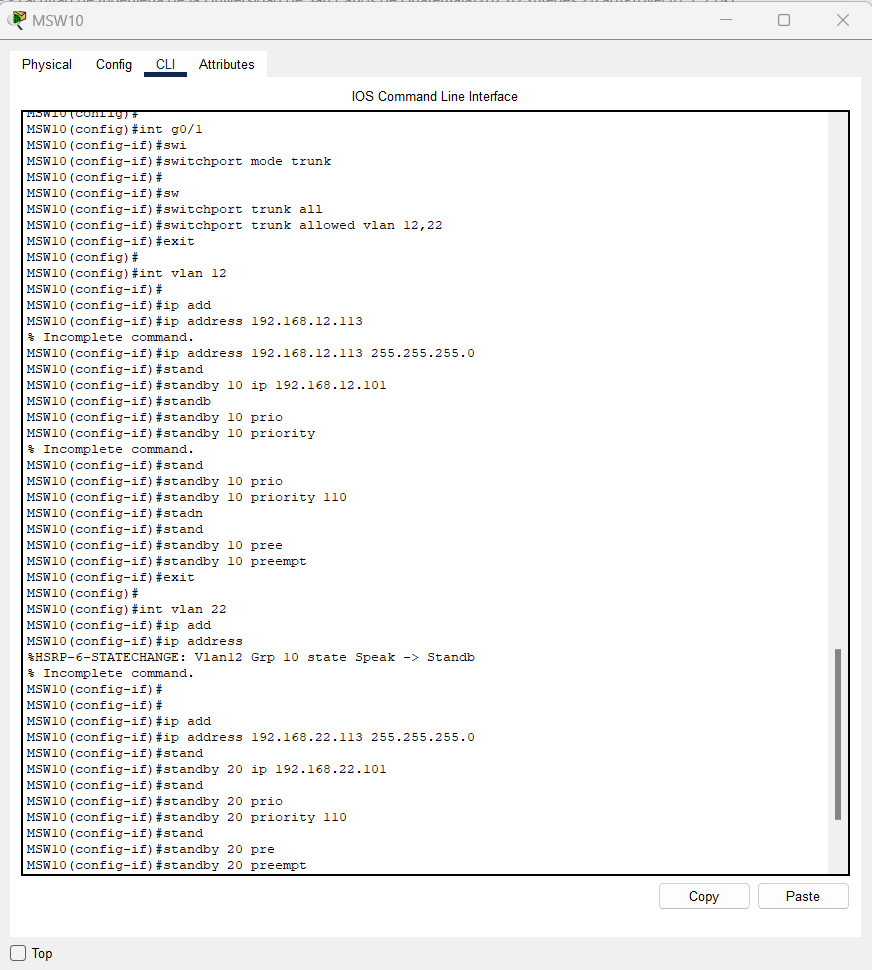 MSW10
Physical Config CLI Attributes
IOS Command Line Interface
MSW10(config)#
MSW10(config)#int g0/1
MSW10(config-if)#swi
MSW10(config-if)#switchport mode trunk
MSW10(config-if)#
MSW10(config-if)#sw
MSW10(config-if)#switchport trunk all
MSW10(config-if)#switchport trunk allowed vlan 12,22
MSW10(config-if)#exit
MSW10(config)#
MSW10(config)#int vlan 12
MSW10(config-if)#
MSW10(config-if)#ip add
MSW10(config-if)#ip address 192.168.12.113
% Incomplete command.
MSW10(config-if)#ip address 192.168.12.113 255.255.255.0
MSW10(config-if)#stand
MSW10(config-if)#standby 10 ip 192.168.12.101
MSW10(config-if)#standb
MSW10(config-if)#standby 10 prio
MSW10(config-if)#standby 10 priority
% Incomplete command.
MSW10(config-if)#stand
MSW10(config-if)#standby 10 prio
MSW10(config-if)#standby 10 priority 110
MSW10(config-if)#stadn
MSW10(config-if)#stand
MSW10(config-if)#standby 10 pree
MSW10(config-if)#standby 10 preempt
MSW10(config-if)#exit
MSW10(config)#
MSW10(config)#int vlan 22
MSW10(config-if)#ip add
MSW10(config-if)#ip address
%HSRP-6-STATECHANGE: Vlan12 Grp 10 state Speak -> Standb
% Incomplete command.
MSW10(config-if)#
MSW10(config-if)#
MSW10(config-if)#ip add
MSW10(config-if)#ip address 192.168.22.113 255.255.255.0
MSW10(config-if)#stand
MSW10(config-if)#standby 20 ip 192.168.22.101
MSW10(config-if)#stand
MSW10(config-if)#standby 20 prio
MSW10(config-if)#standby 20 priority 110
MSW10(config-if)#stand
MSW10(config-if)#standby 20 pre
MSW10(config-if)#standby 20 preempt
Copy Paste
Top